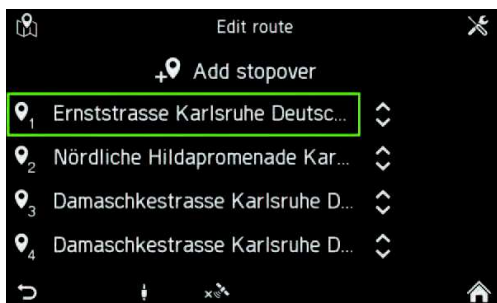 Edit route
Add stopover
1 Ernststrasse Karlsruhe Deutsc...
2 Nördliche Hildapromenade Kar...
3 Damaschkestrasse Karlsruhe D...
4 Damaschkestrasse Karlsruhe D...